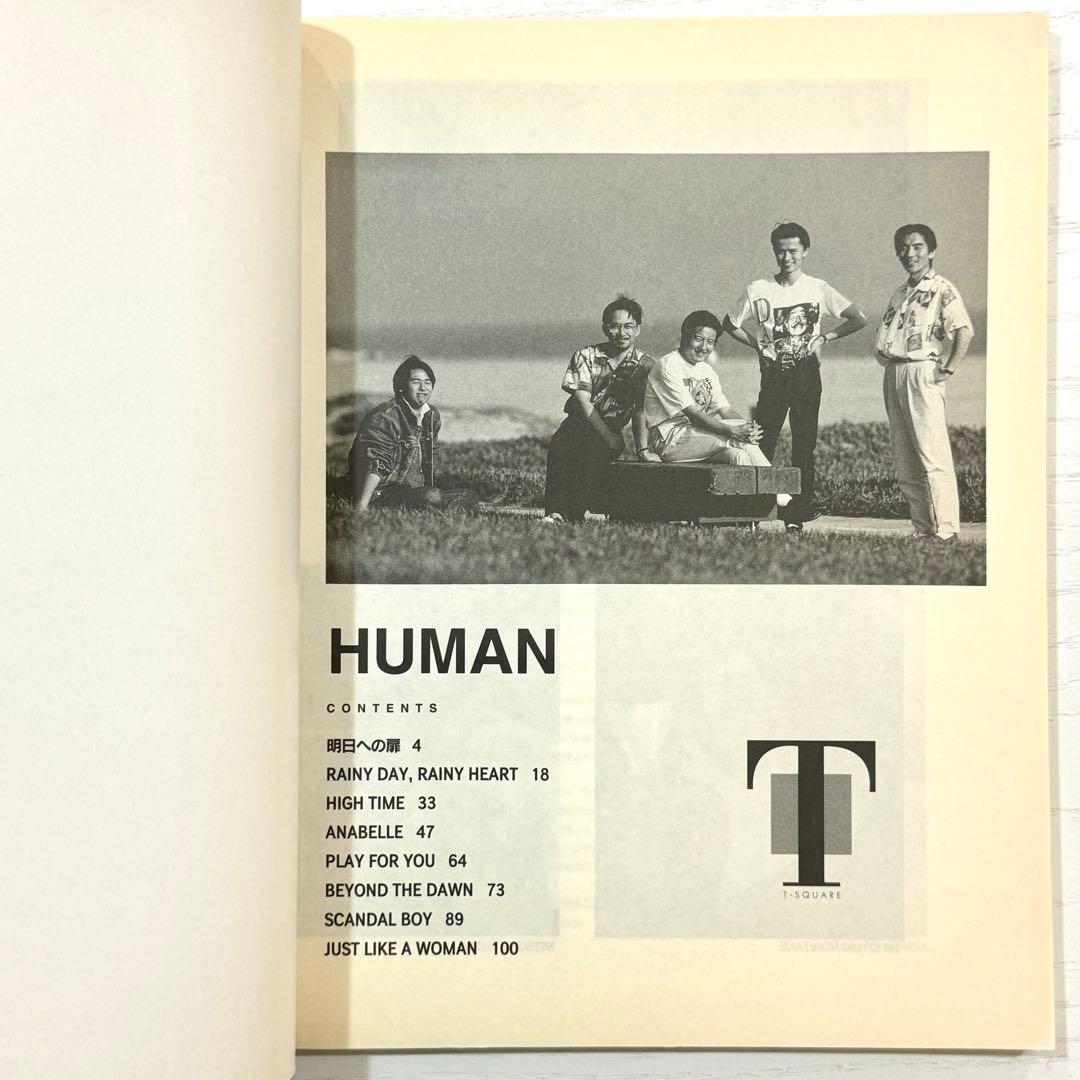 HUMAN
CONTENTS
明日への扉 4
RAINY DAY, RAINY HEART 18
HIGH TIME 33
ANABELLE 47
PLAY FOR YOU 64
BEYOND THE DAWN 73
SCANDAL BOY 89
JUST LIKE A WOMAN 100
T
T-SQUARE